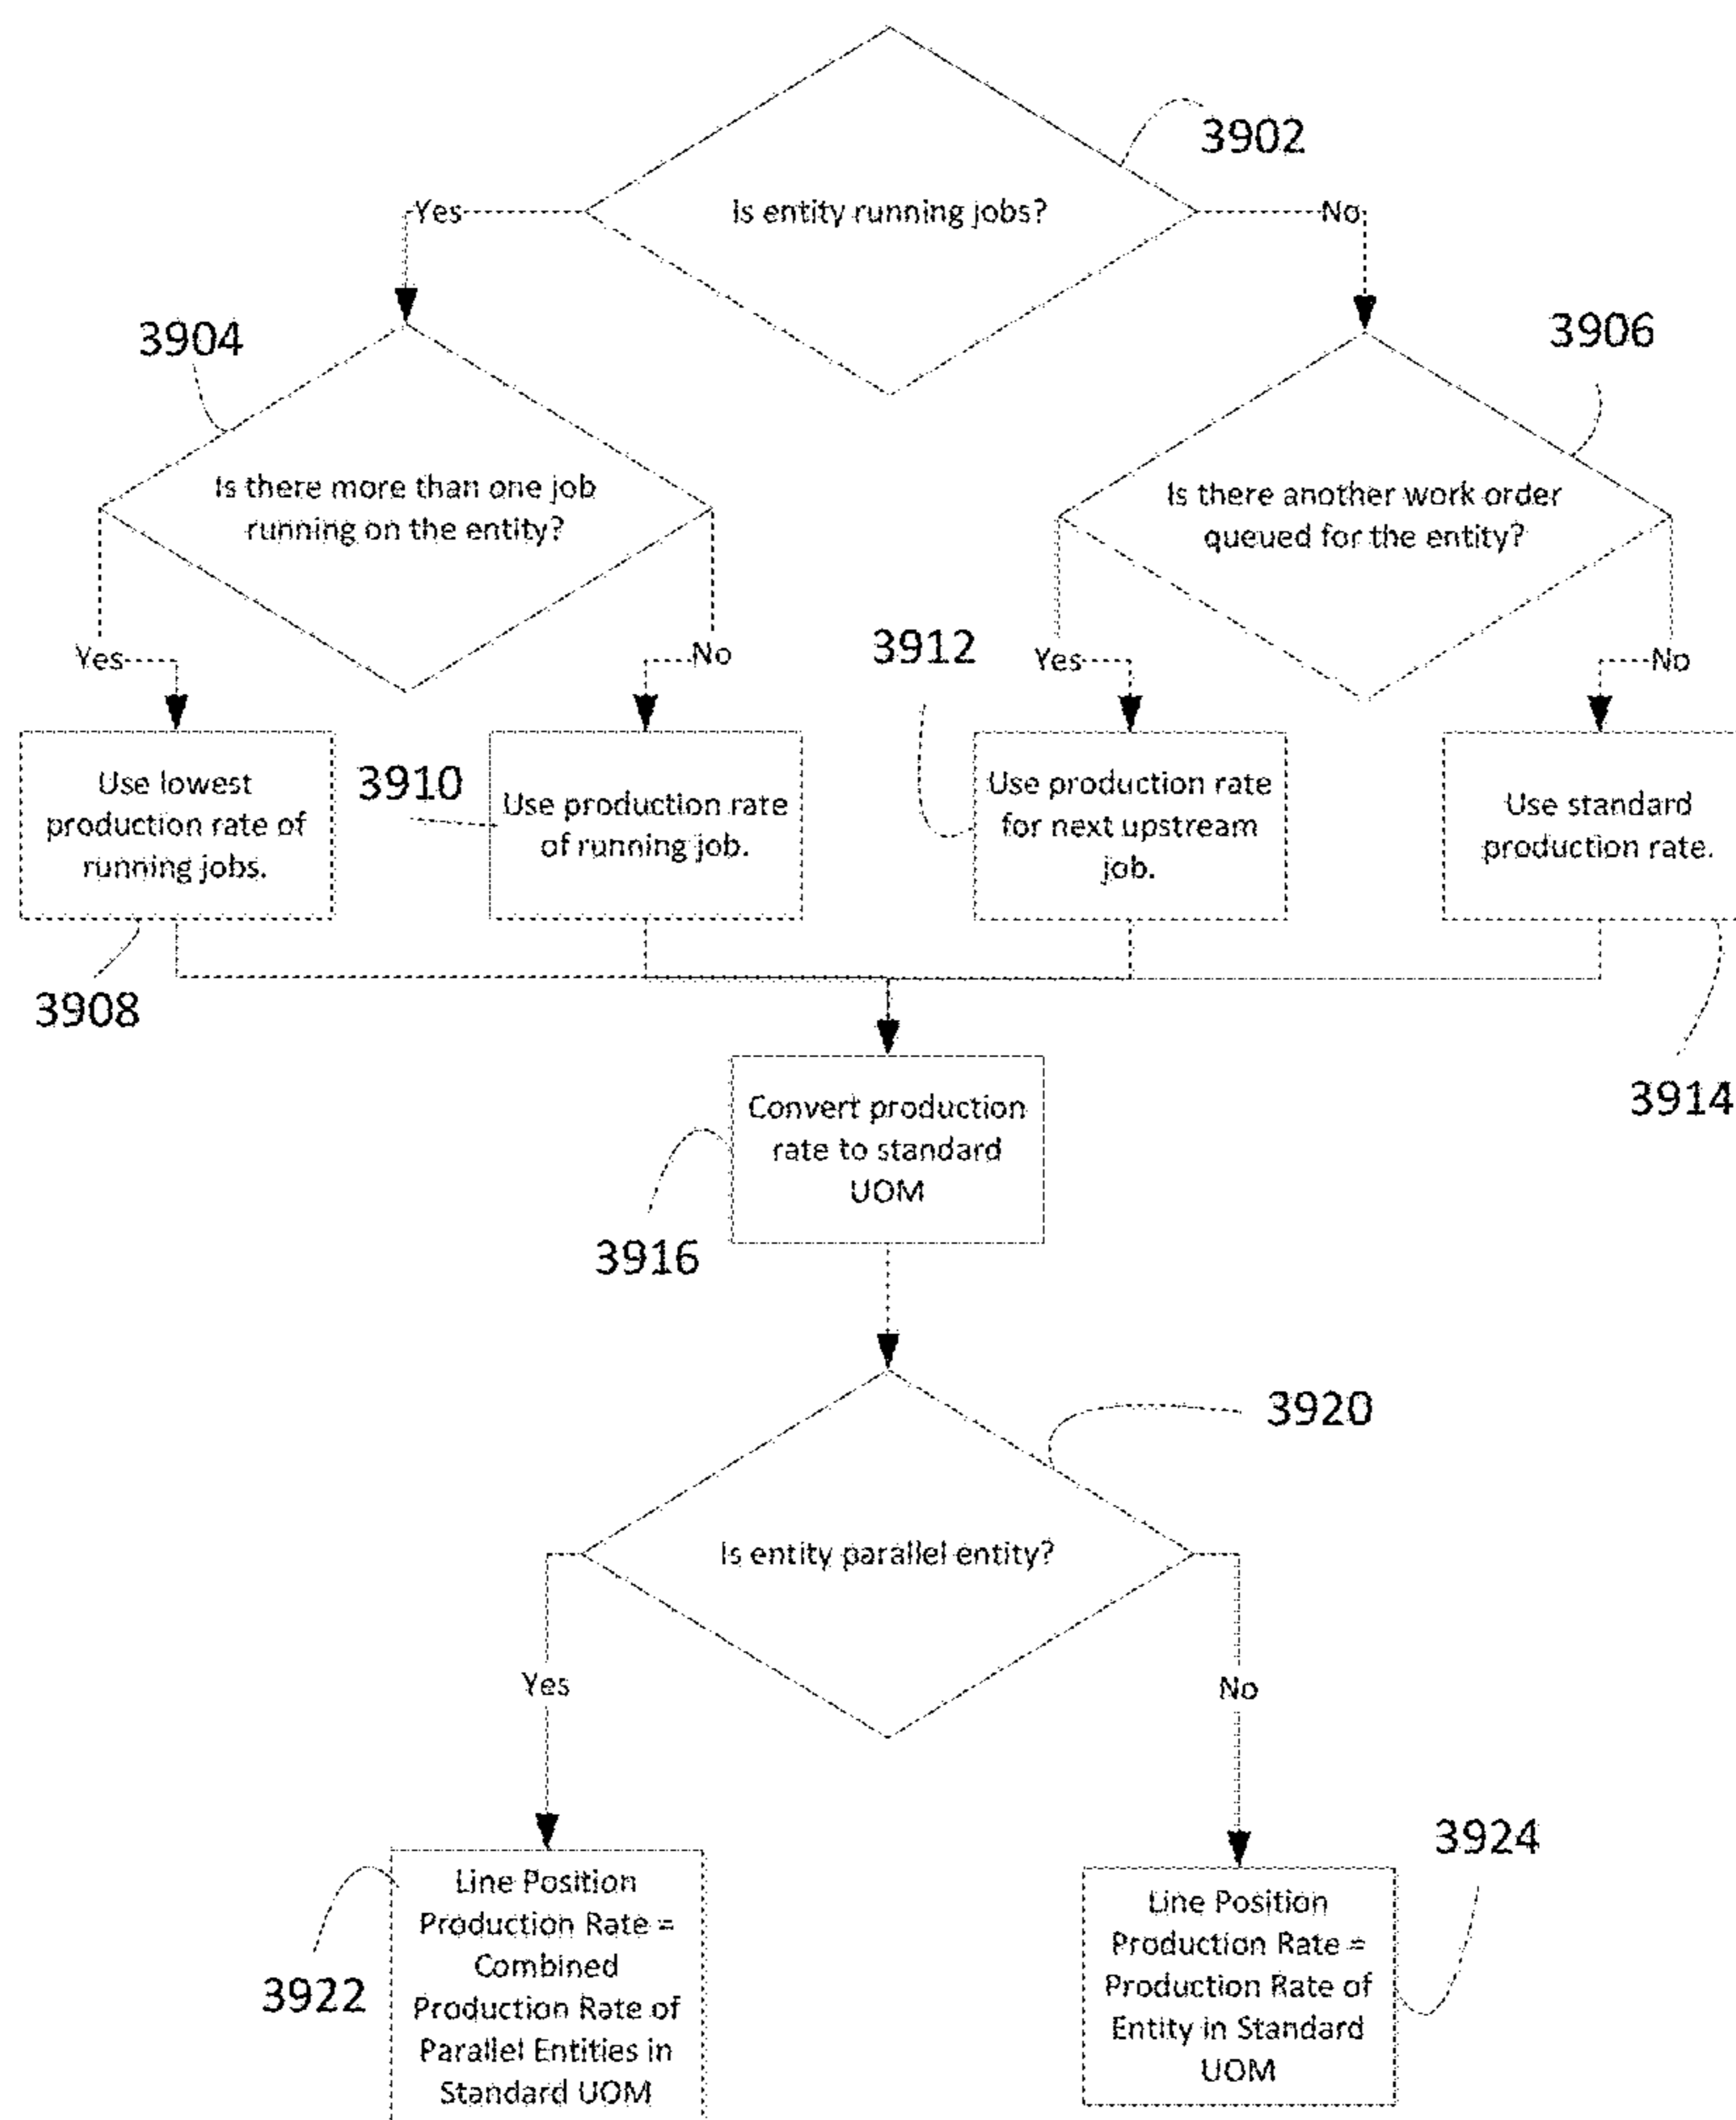 3902
Is entity running jobs?
Yes
No
3904
3906
Is there more than one job
running on the entity?
Is there another work order
queued for the entity?
Yes
No
3912
Yes
No
Use lowest
production rate of
running jobs.
3910
Use production rate
of running job.
Use production rate
for next upstream
job.
Use standard
production rate.
3908
3914
Convert production
rate to standard
UOM
3916
3920
Is entity parallel entity?
Yes
No
3922
Line Position
Production Rate =
Combined
Production Rate of
Parallel Entities in
Standard UOM
3924
Line Position
Production Rate =
Production Rate of
Entity in Standard
UOM